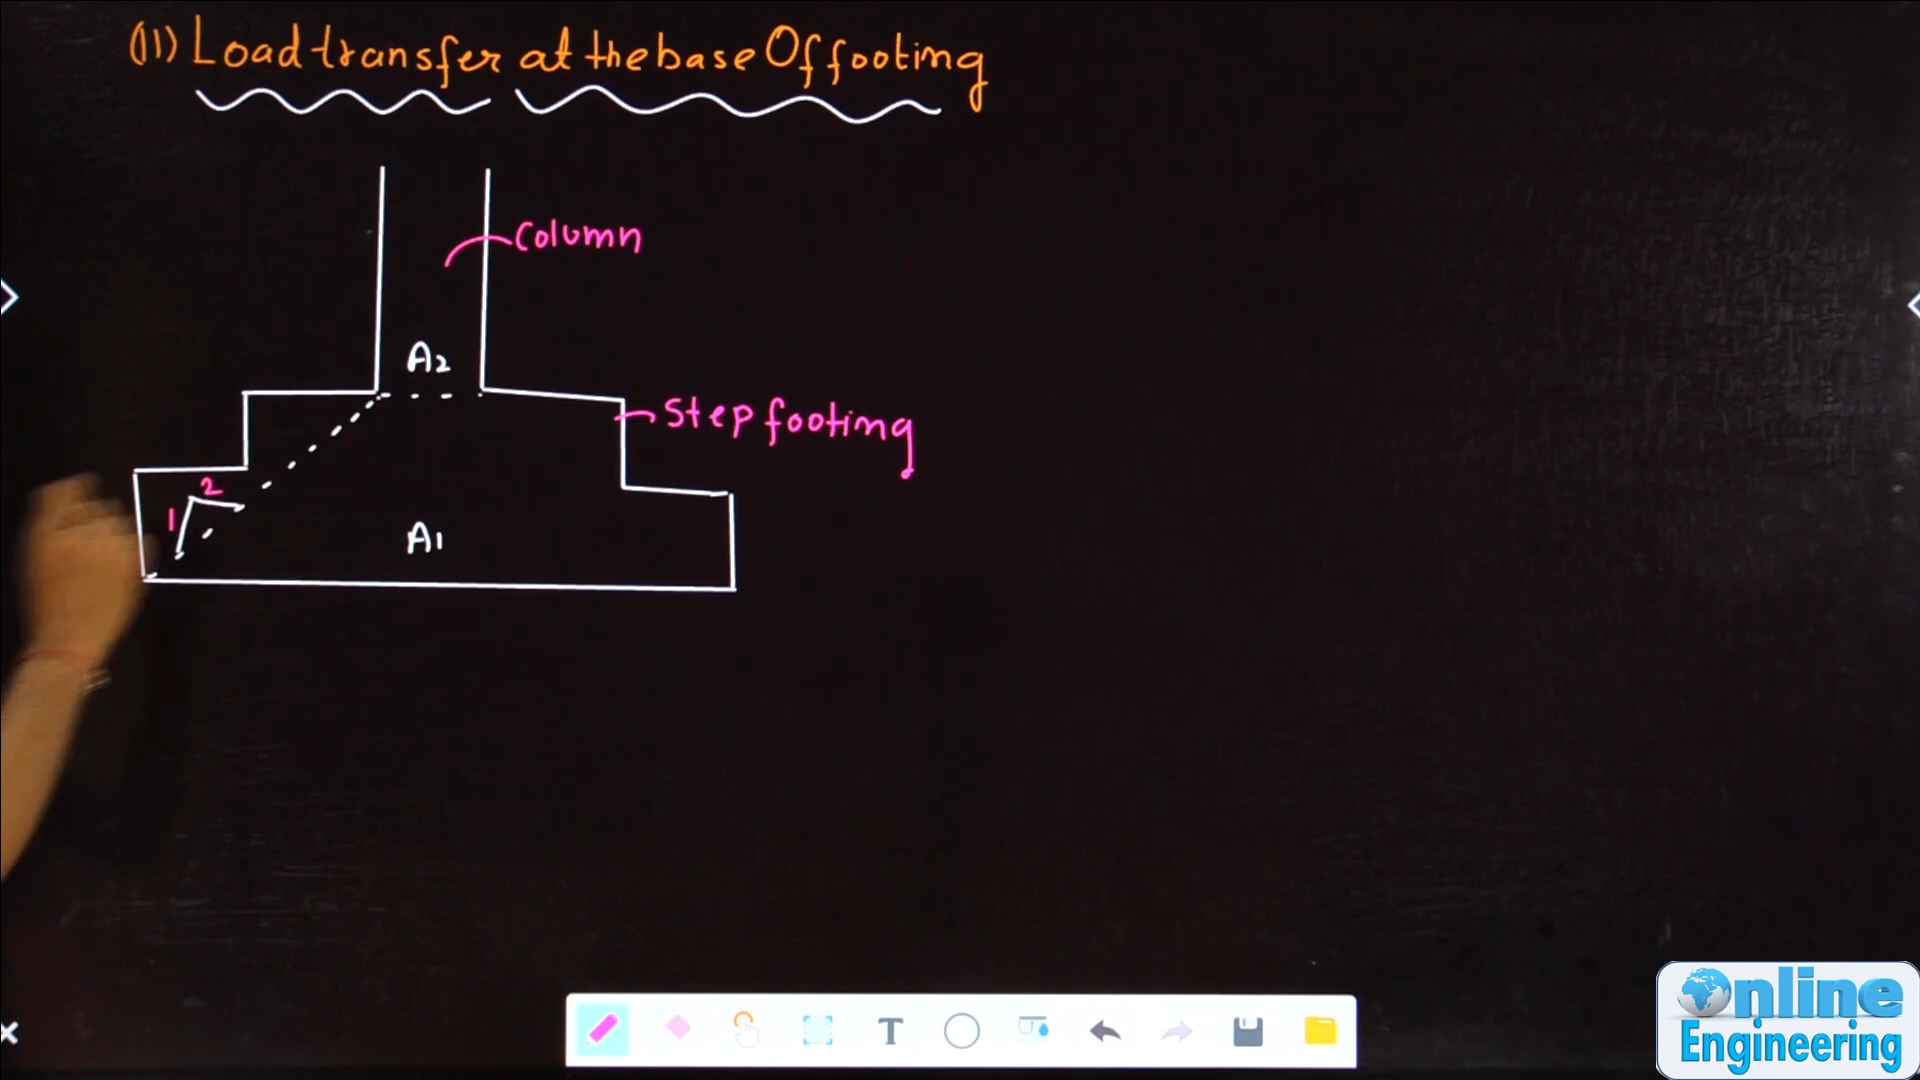 (11) Load transfer at the base Of footing
Column
A2
Step footing
2
1
A1
T
Online
Engineering